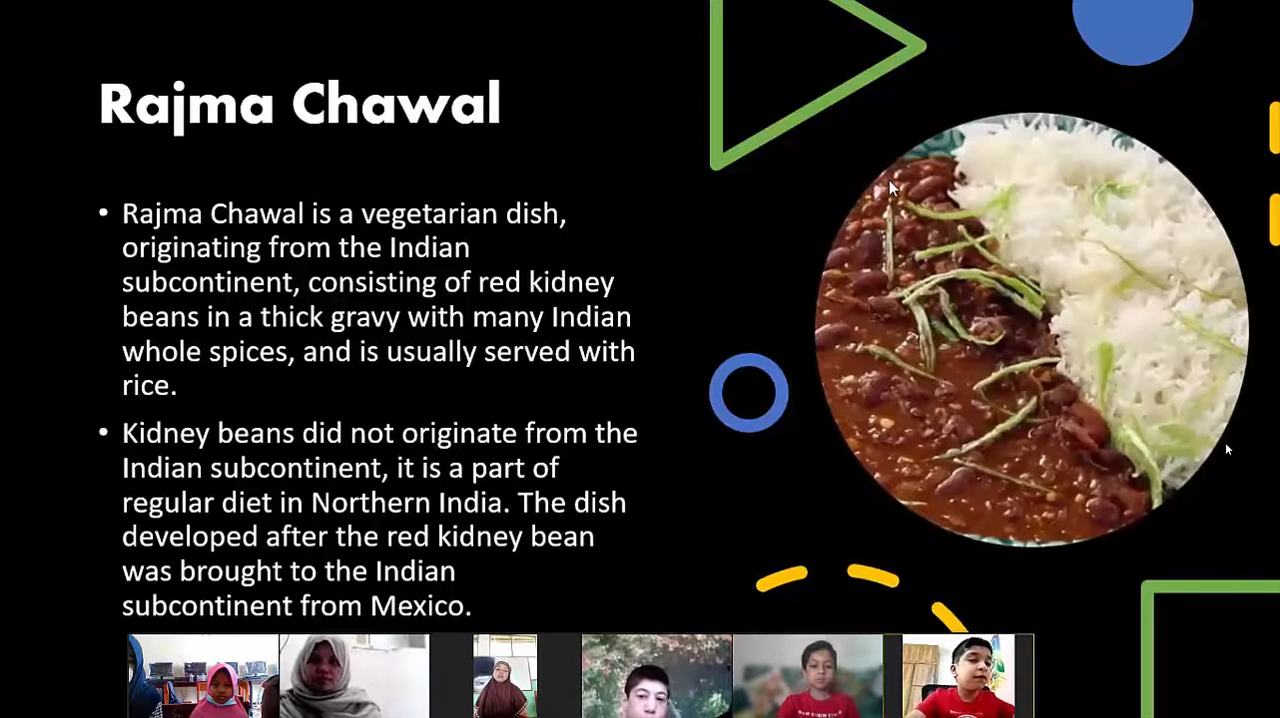 Rajma Chawal
• Rajma Chawal is a vegetarian dish,
originating from the Indian
subcontinent, consisting of red kidney
beans in a thick gravy with many Indian
whole spices, and is usually served with
rice.
• Kidney beans did not originate from the
Indian subcontinent, it is a part of
regular diet in Northern India. The dish
developed after the red kidney bean
was brought to the Indian
subcontinent from Mexico.